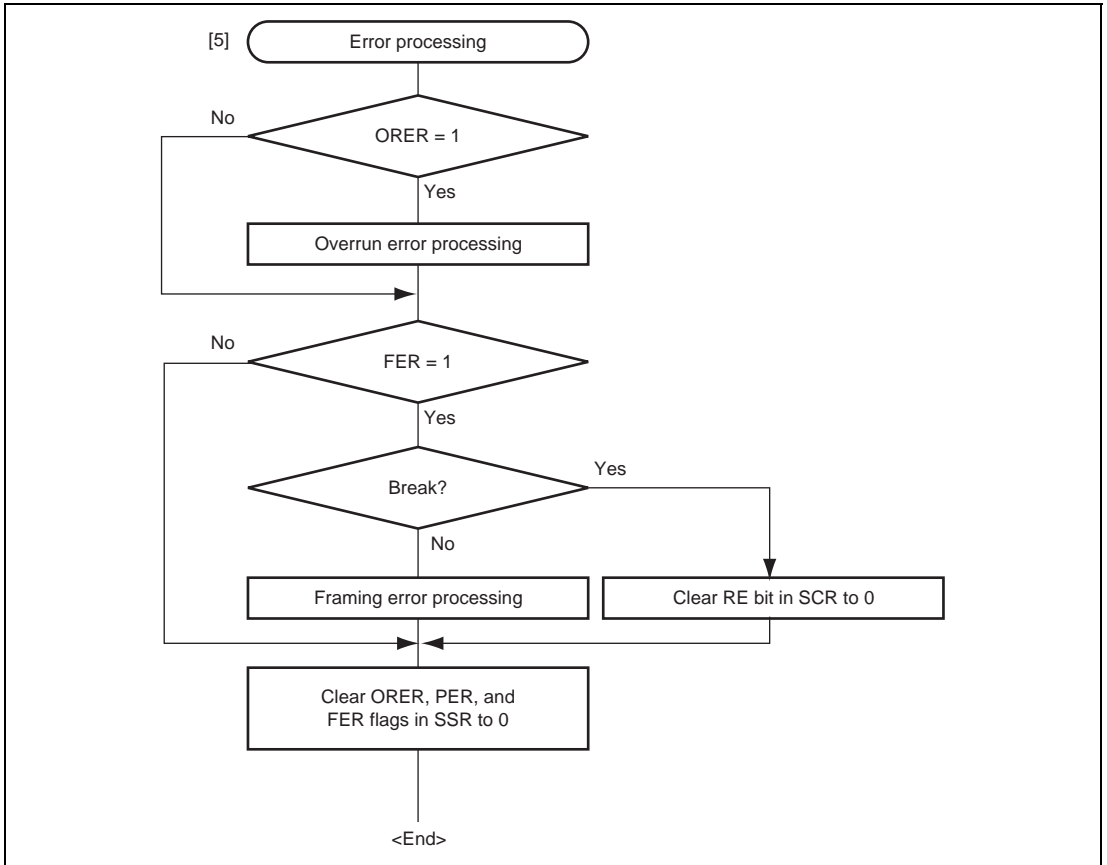 [5] Error processing
No
ORER = 1
Yes
Overrun error processing
No
FER = 1
Yes
Break?
Yes
No
Framing error processing
Clear RE bit in SCR to 0
Clear ORER, PER, and
FER flags in SSR to 0
<End>